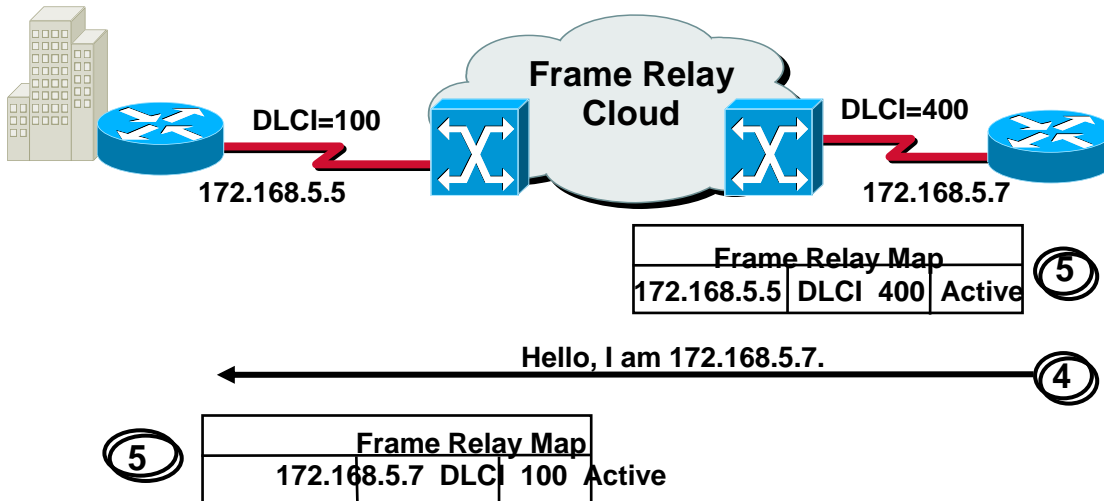 Frame Relay
Cloud
DLCI=100
DLCI=400
172.168.5.5
172.168.5.7
Frame Relay Map
172.168.5.5 DLCI 400 Active
5
Hello, I am 172.168.5.7.
4
5
Frame Relay Map
172.168.5.7 DLCI 100 Active